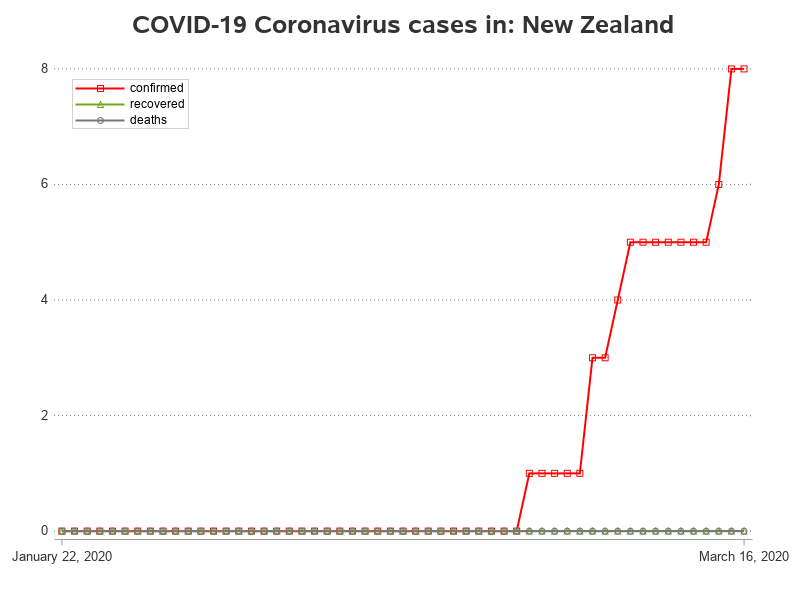 COVID-19 Coronavirus cases in: New Zealand
8
confirmed
recovered
deaths
6
4
2
0
January 22, 2020
March 16, 2020